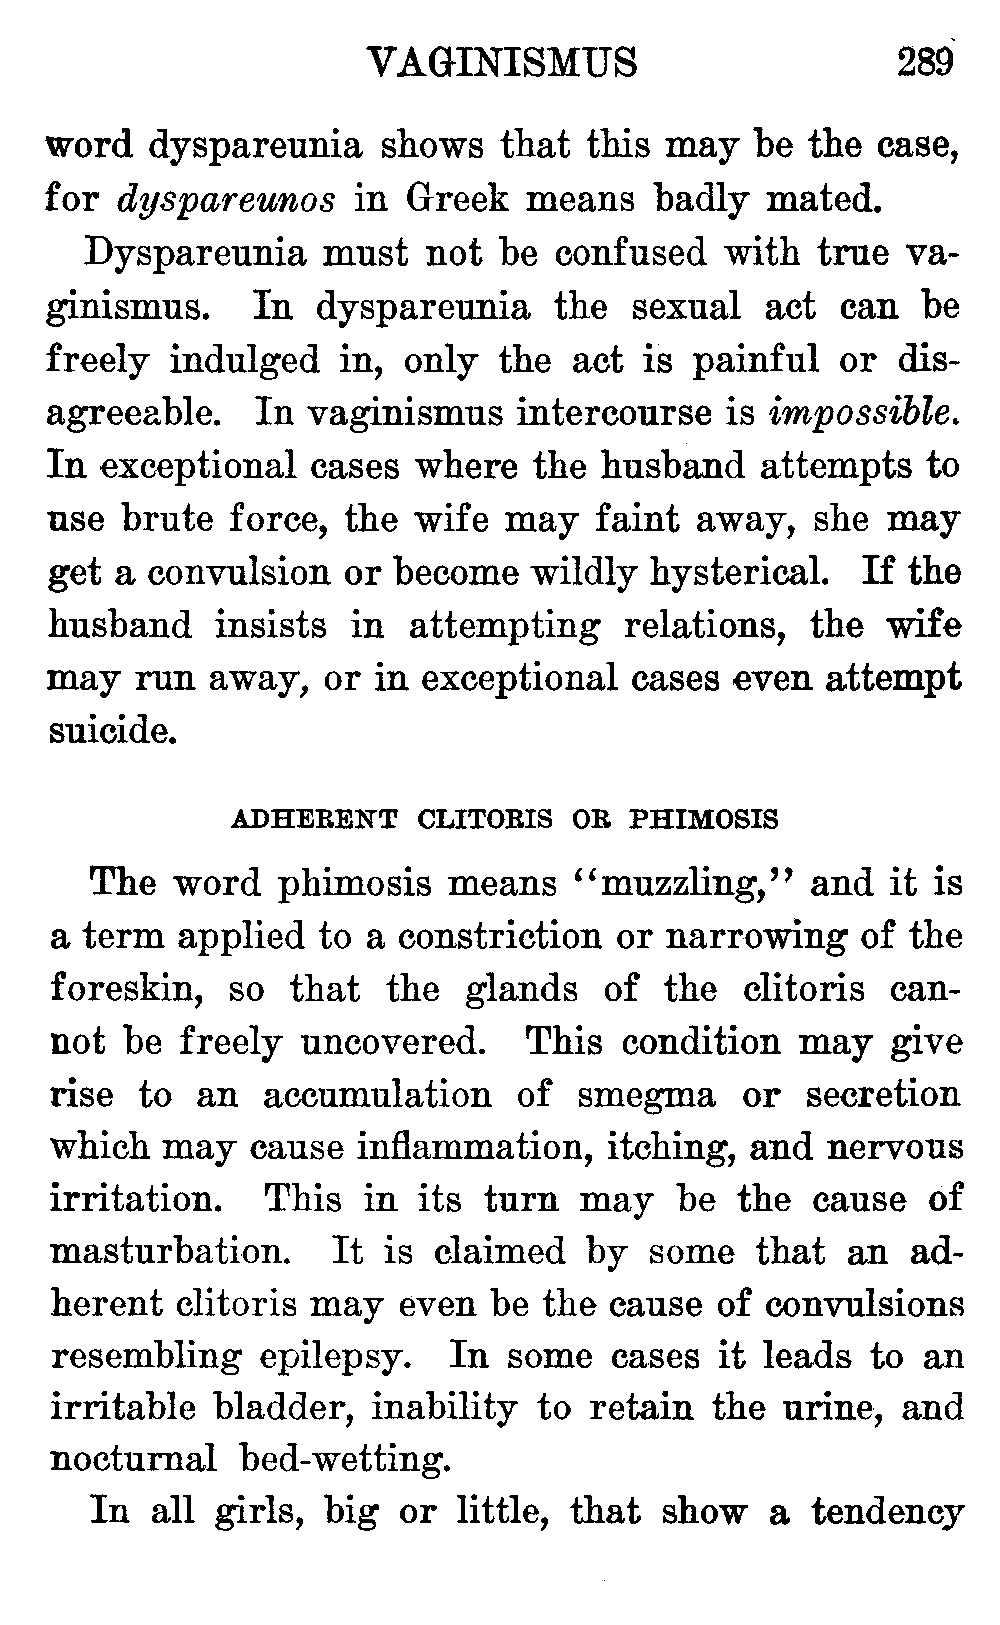 VAGINISMUS 289
word dyspareunia shows that this may be the case,
for dyspareunos in Greek means badly mated.
Dyspareunia must not be confused with true va-
ginismus. In dyspareunia the sexual act can be
freely indulged in, only the act is painful or dis-
agreeable. In vaginismus intercourse is impossible.
In exceptional cases where the husband attempts to
use brute force, the wife may faint away, she may
get a convulsion or become wildly hysterical. If the
husband insists in attempting relations, the wife
may run away, or in exceptional cases even attempt
suicide.
ADHERENT CLITORIS OR PHIMOSIS
The word phimosis means “muzzling,” and it is
a term applied to a constriction or narrowing of the
foreskin, so that the glands of the clitoris can-
not be freely uncovered. This condition may give
rise to an accumulation of smegma or secretion
which may cause inflammation, itching, and nervous
irritation. This in its turn may be the cause of
masturbation. It is claimed by some that an ad-
herent clitoris may even be the cause of convulsions
resembling epilepsy. In some cases it leads to an
irritable bladder, inability to retain the urine, and
nocturnal bed-wetting.
In all girls, big or little, that show a tendency